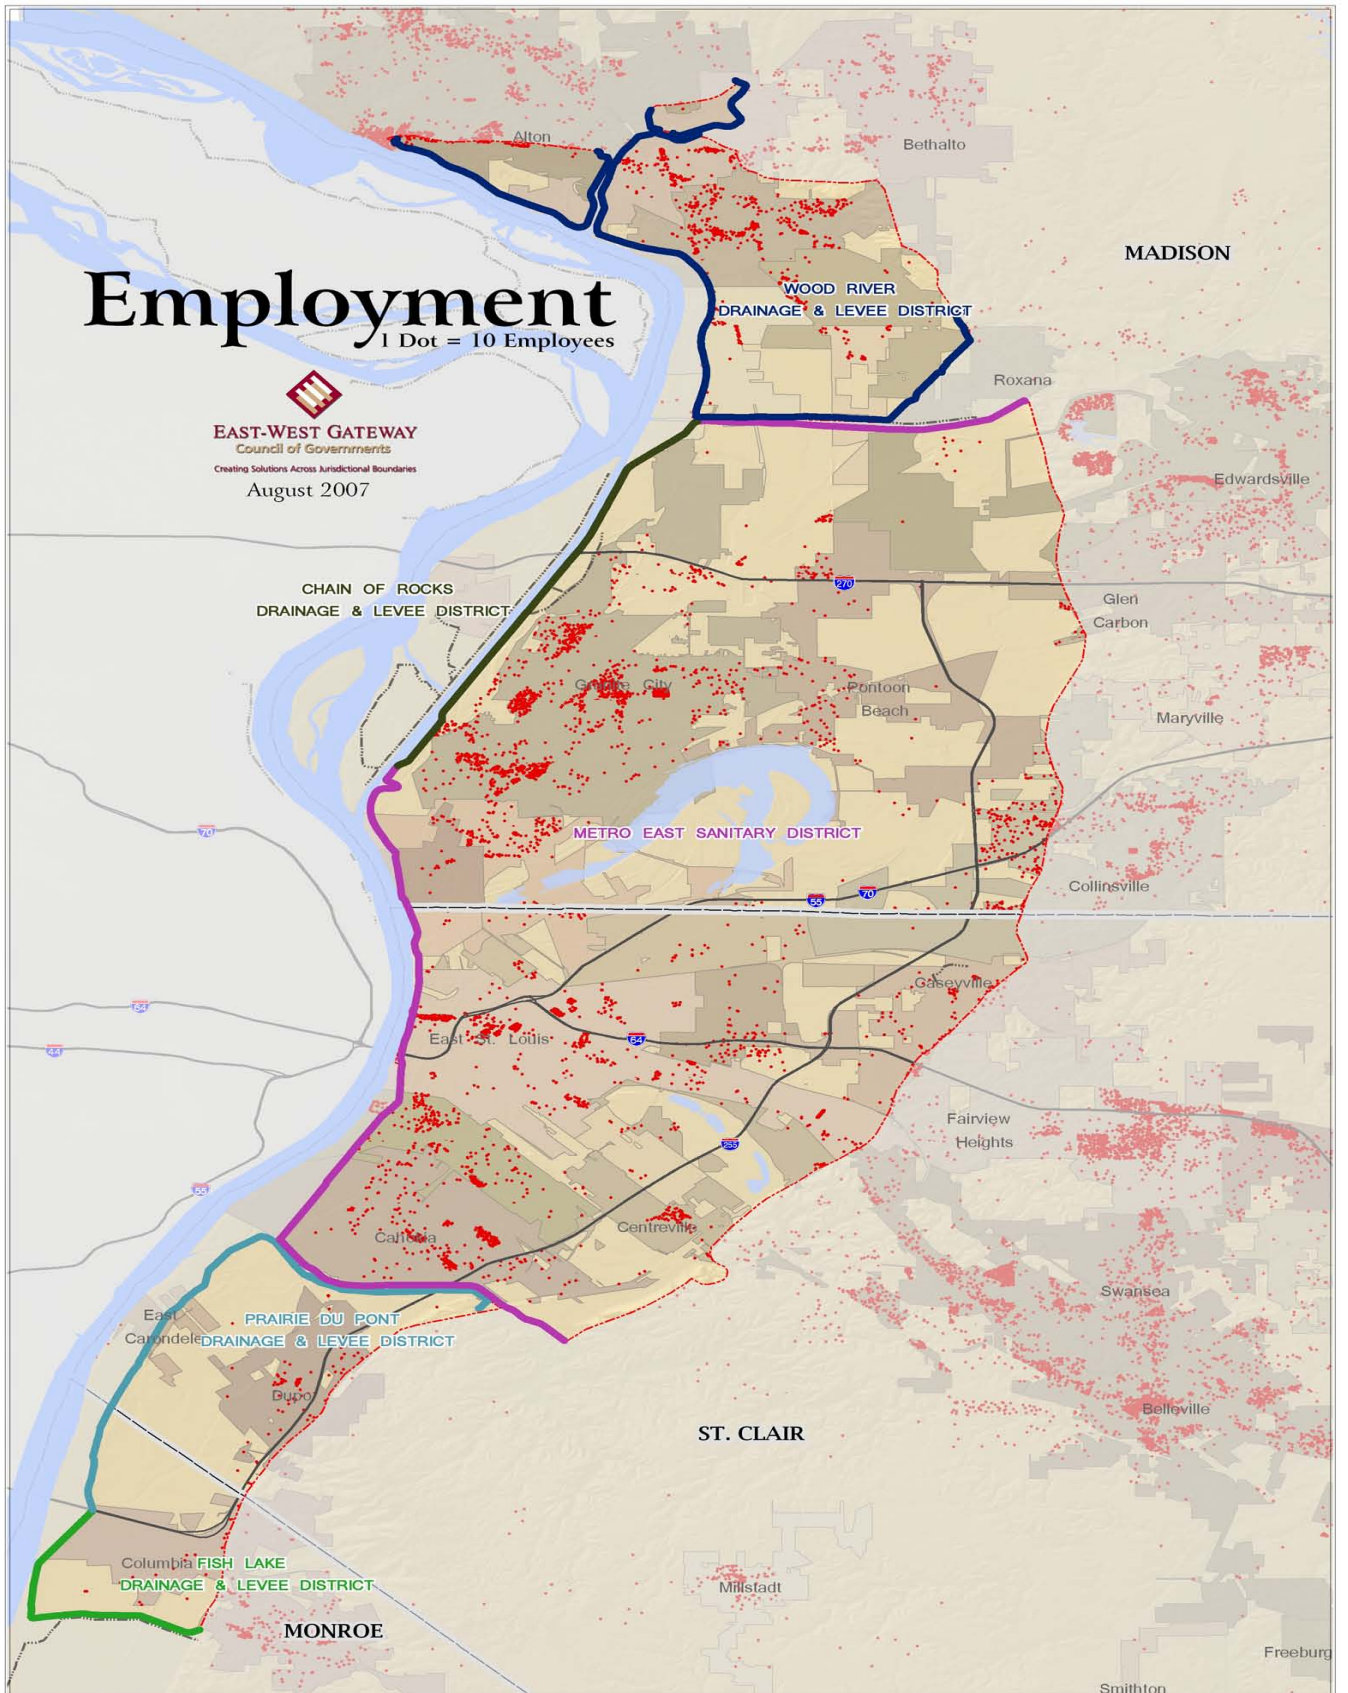 Alton
Bethalto
MADISON
Employment
1 Dot = 10 Employees
WOOD RIVER
DRAINAGE & LEVEE DISTRICT
Roxana
EAST-WEST GATEWAY
Council of Governments
Creating Solutions Across Jurisdictional Boundaries
August 2007
Edwardsville
CHAIN OF ROCKS
DRAINAGE & LEVEE DISTRICT
270
Glen
Carbon
Granite City
Pontoon
Beach
Maryville
70
METRO EAST SANITARY DISTRICT
Collinsville
55
70
Caseyville
64
44
East St. Louis
64
Fairview
Heights
255
55
Cahokia
Centreville
Swansea
East
Carondelet
PRAIRIE DU PONT
DRAINAGE & LEVEE DISTRICT
Dupo
Belleville
ST. CLAIR
Columbia
FISH LAKE
DRAINAGE & LEVEE DISTRICT
Millstadt
MONROE
Freeburg
Smithton